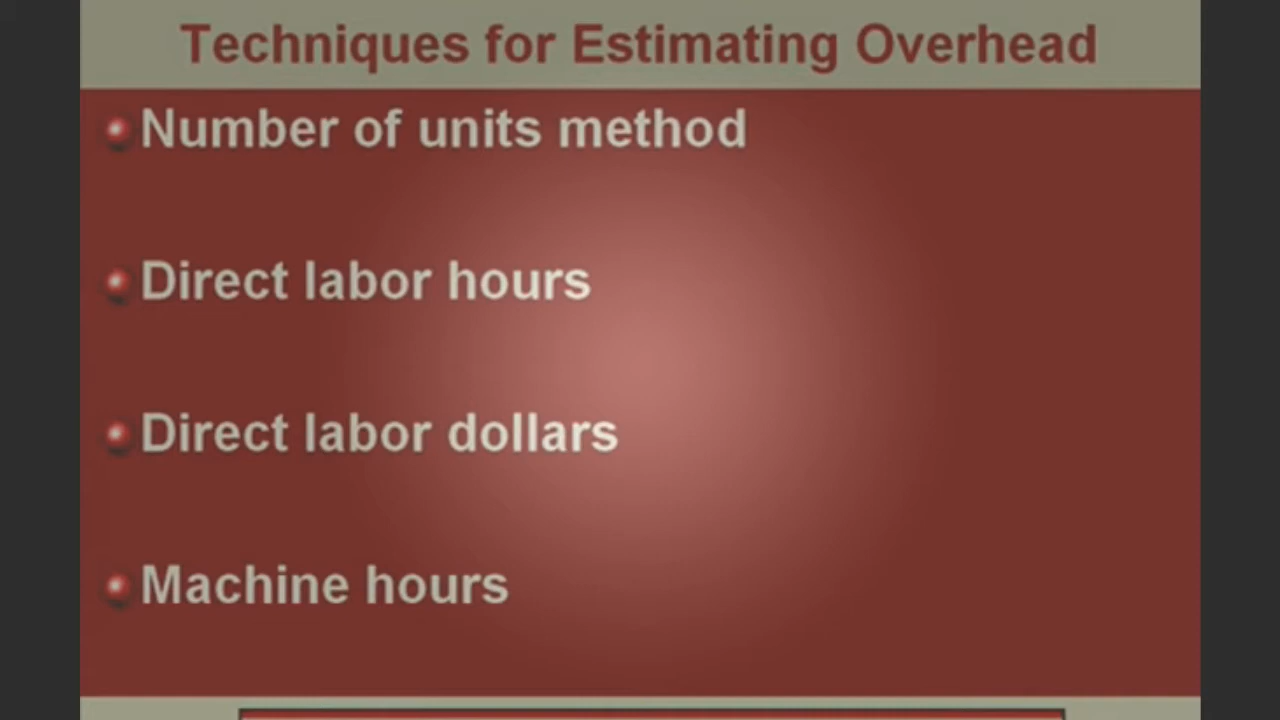 Techniques for Estimating Overhead
Number of units method
Direct labor hours
Direct labor dollars
Machine hours